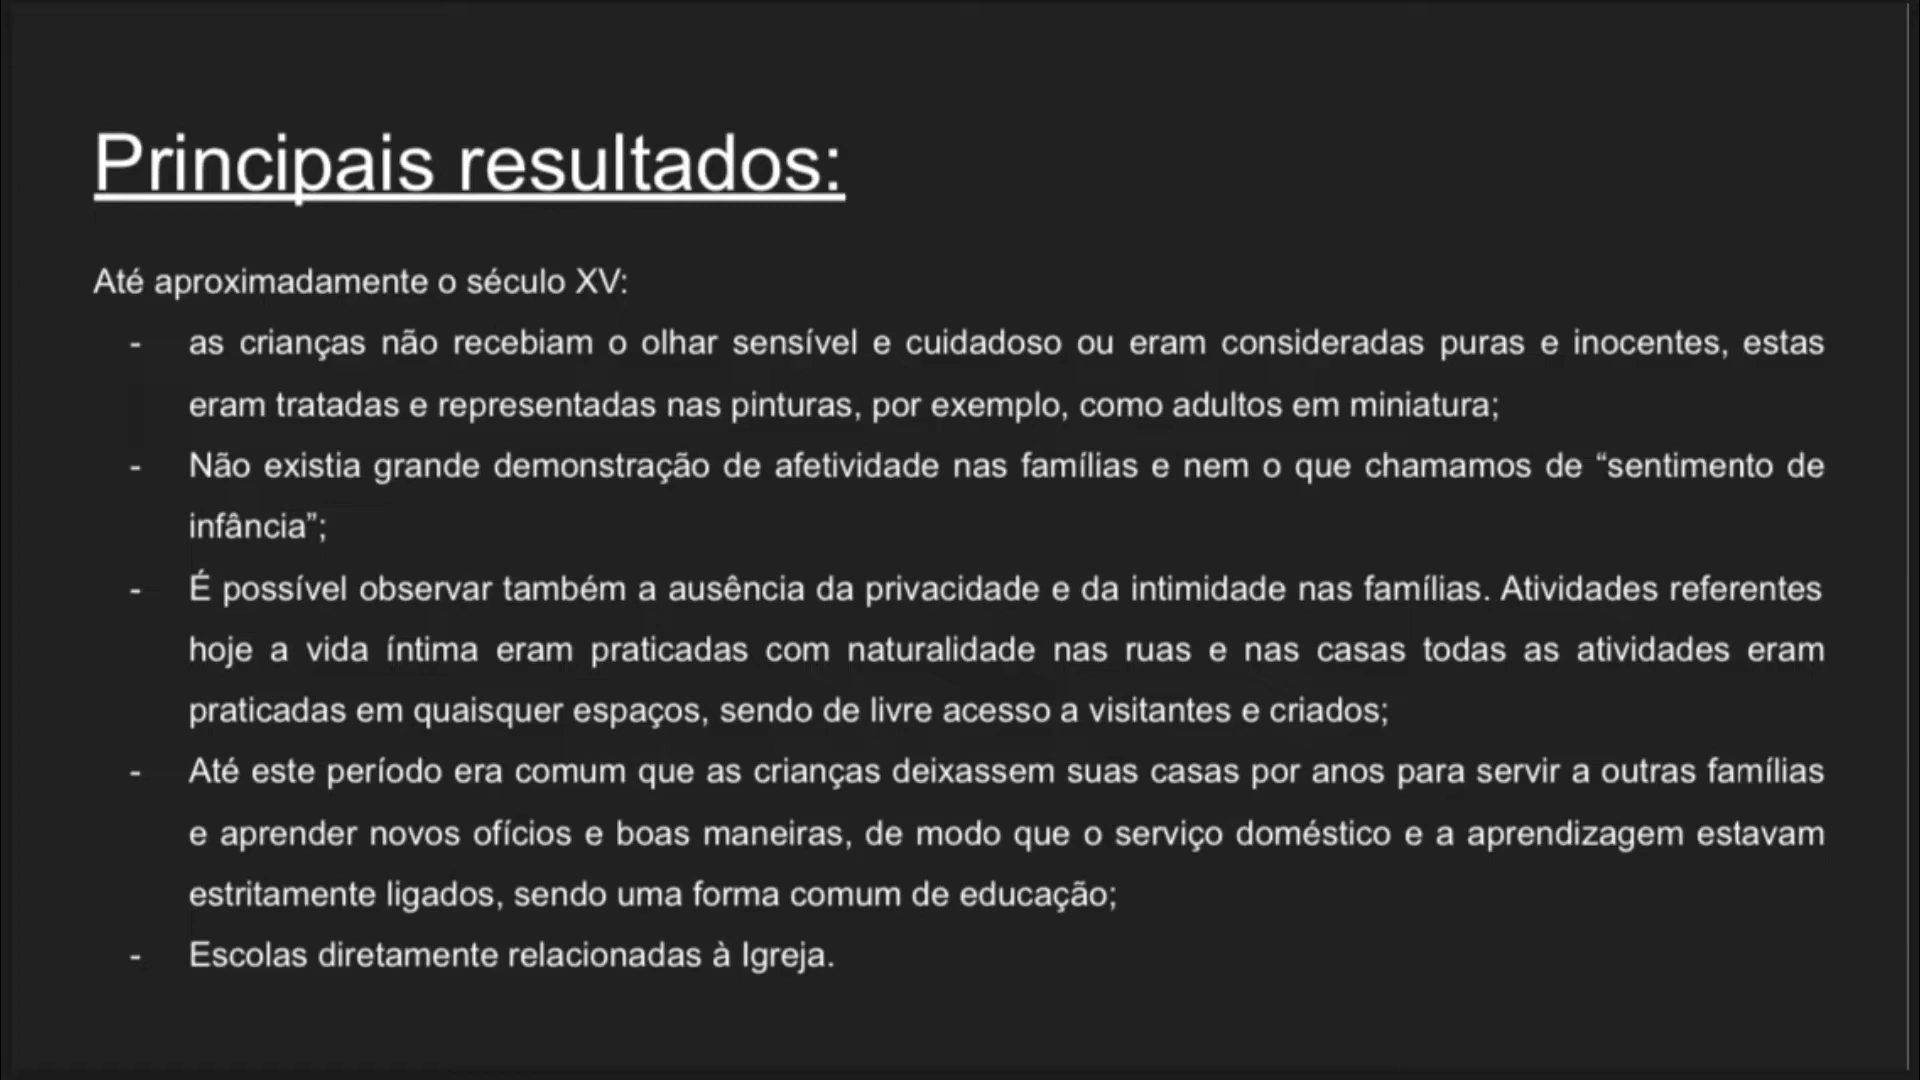 Principais resultados:
Até aproximadamente o século XV:
- as crianças não recebiam o olhar sensível e cuidadoso ou eram consideradas puras e inocentes, estas
eram tratadas e representadas nas pinturas, por exemplo, como adultos em miniatura;
- Não existia grande demonstração de afetividade nas famílias e nem o que chamamos de “sentimento de
infância”;
- É possível observar também a ausência da privacidade e da intimidade nas famílias. Atividades referentes
hoje a vida íntima eram praticadas com naturalidade nas ruas e nas casas todas as atividades eram
praticadas em quaisquer espaços, sendo de livre acesso a visitantes e criados;
- Até este período era comum que as crianças deixassem suas casas por anos para servir a outras famílias
e aprender novos ofícios e boas maneiras, de modo que o serviço doméstico e a aprendizagem estavam
estritamente ligados, sendo uma forma comum de educação;
- Escolas diretamente relacionadas à Igreja.